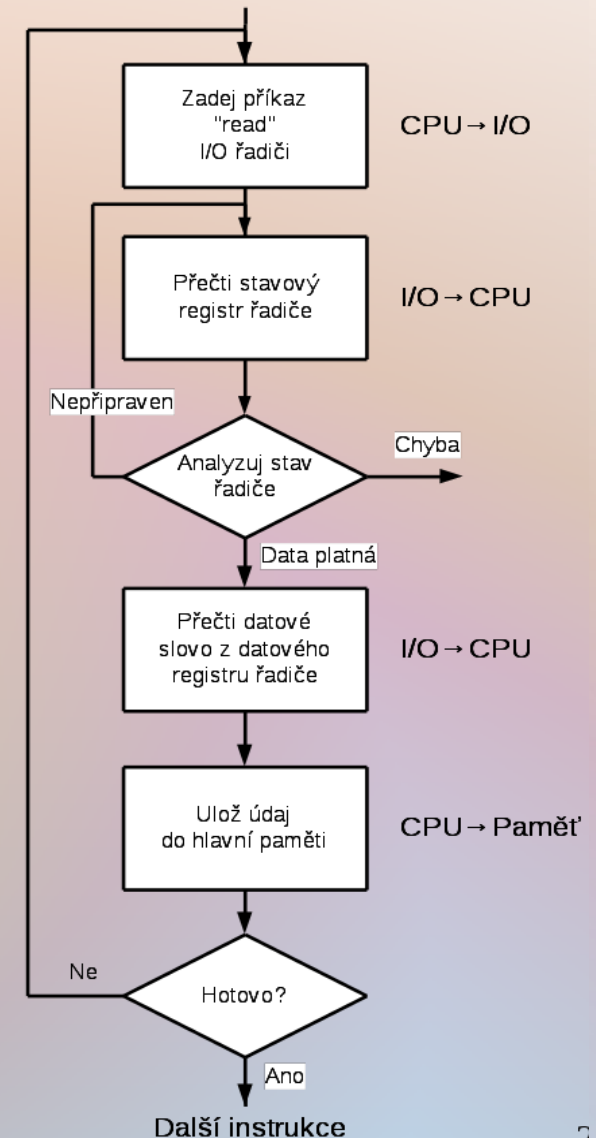 Zadej příkaz
"read"
I/O řadiči
CPU→I/O
Přečti stavový
registr řadiče
I/O→CPU
Nepřipraven
Analyzuj stav
řadiče
Chyba
Data platná
Přečti datové
slovo z datového
registru řadiče
I/O→CPU
Ulož údaj
do hlavní paměti
CPU→Paměť
Ne
Hotovo?
Ano
Další instrukce